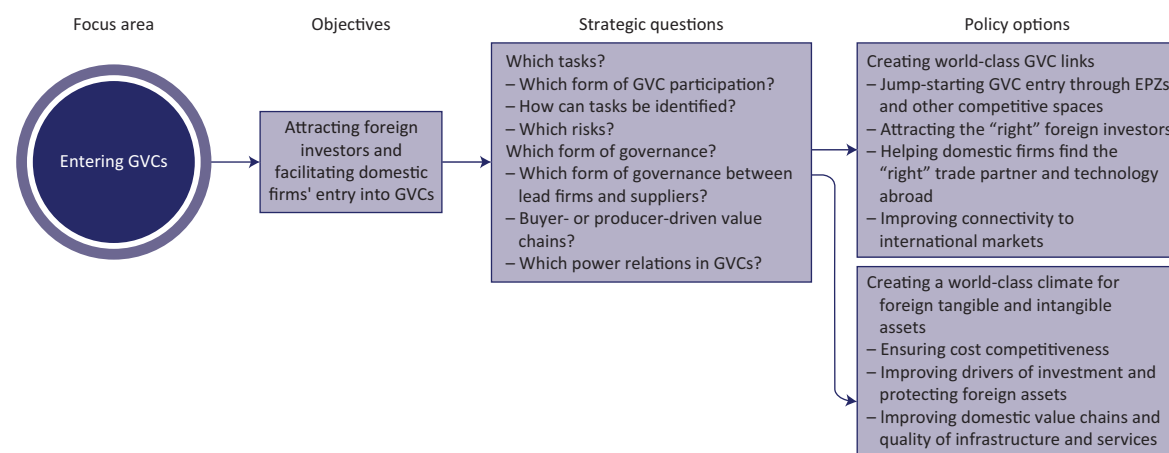 Focus area
Objectives
Strategic questions
Policy options
Entering GVCs
Attracting foreign
investors and
facilitating domestic
firms' entry into GVCs
Which tasks?
– Which form of GVC participation?
– How can tasks be identified?
– Which risks?
Which form of governance?
– Which form of governance between
lead firms and suppliers?
– Buyer- or producer-driven value
chains?
– Which power relations in GVCs?
Creating world-class GVC links
– Jump-starting GVC entry through EPZs
and other competitive spaces
– Attracting the “right” foreign investors
– Helping domestic firms find the
“right” trade partner and technology
abroad
– Improving connectivity to
international markets
Creating a world-class climate for
foreign tangible and intangible
assets
– Ensuring cost competitiveness
– Improving drivers of investment and
protecting foreign assets
– Improving domestic value chains and
quality of infrastructure and services